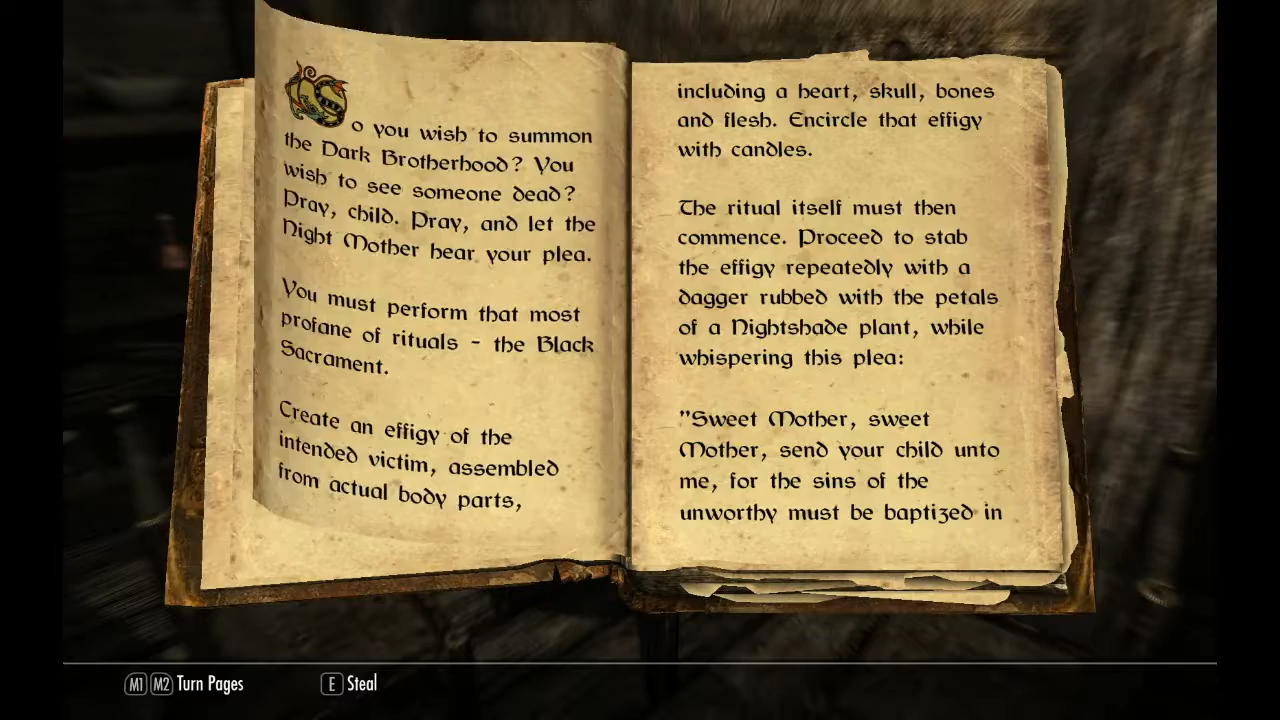 Do you wish to summon
the Dark Brotherhood? You
wish to see someone dead?
Pray, child. Pray, and let the
Night Mother hear your plea.
You must perform that most
profane of rituals - the Black
Sacrament.
Create an effigy of the
intended victim, assembled
from actual body parts,
including a heart, skull, bones
and flesh. Encircle that effigy
with candles.
The ritual itself must then
commence. Proceed to stab
the effigy repeatedly with a
dagger rubbed with the petals
of a Nightshade plant, while
whispering this plea:
"Sweet Mother, sweet
Mother, send your child unto
me, for the sins of the
unworthy must be baptized in
M1 M2 Turn Pages
E Steal